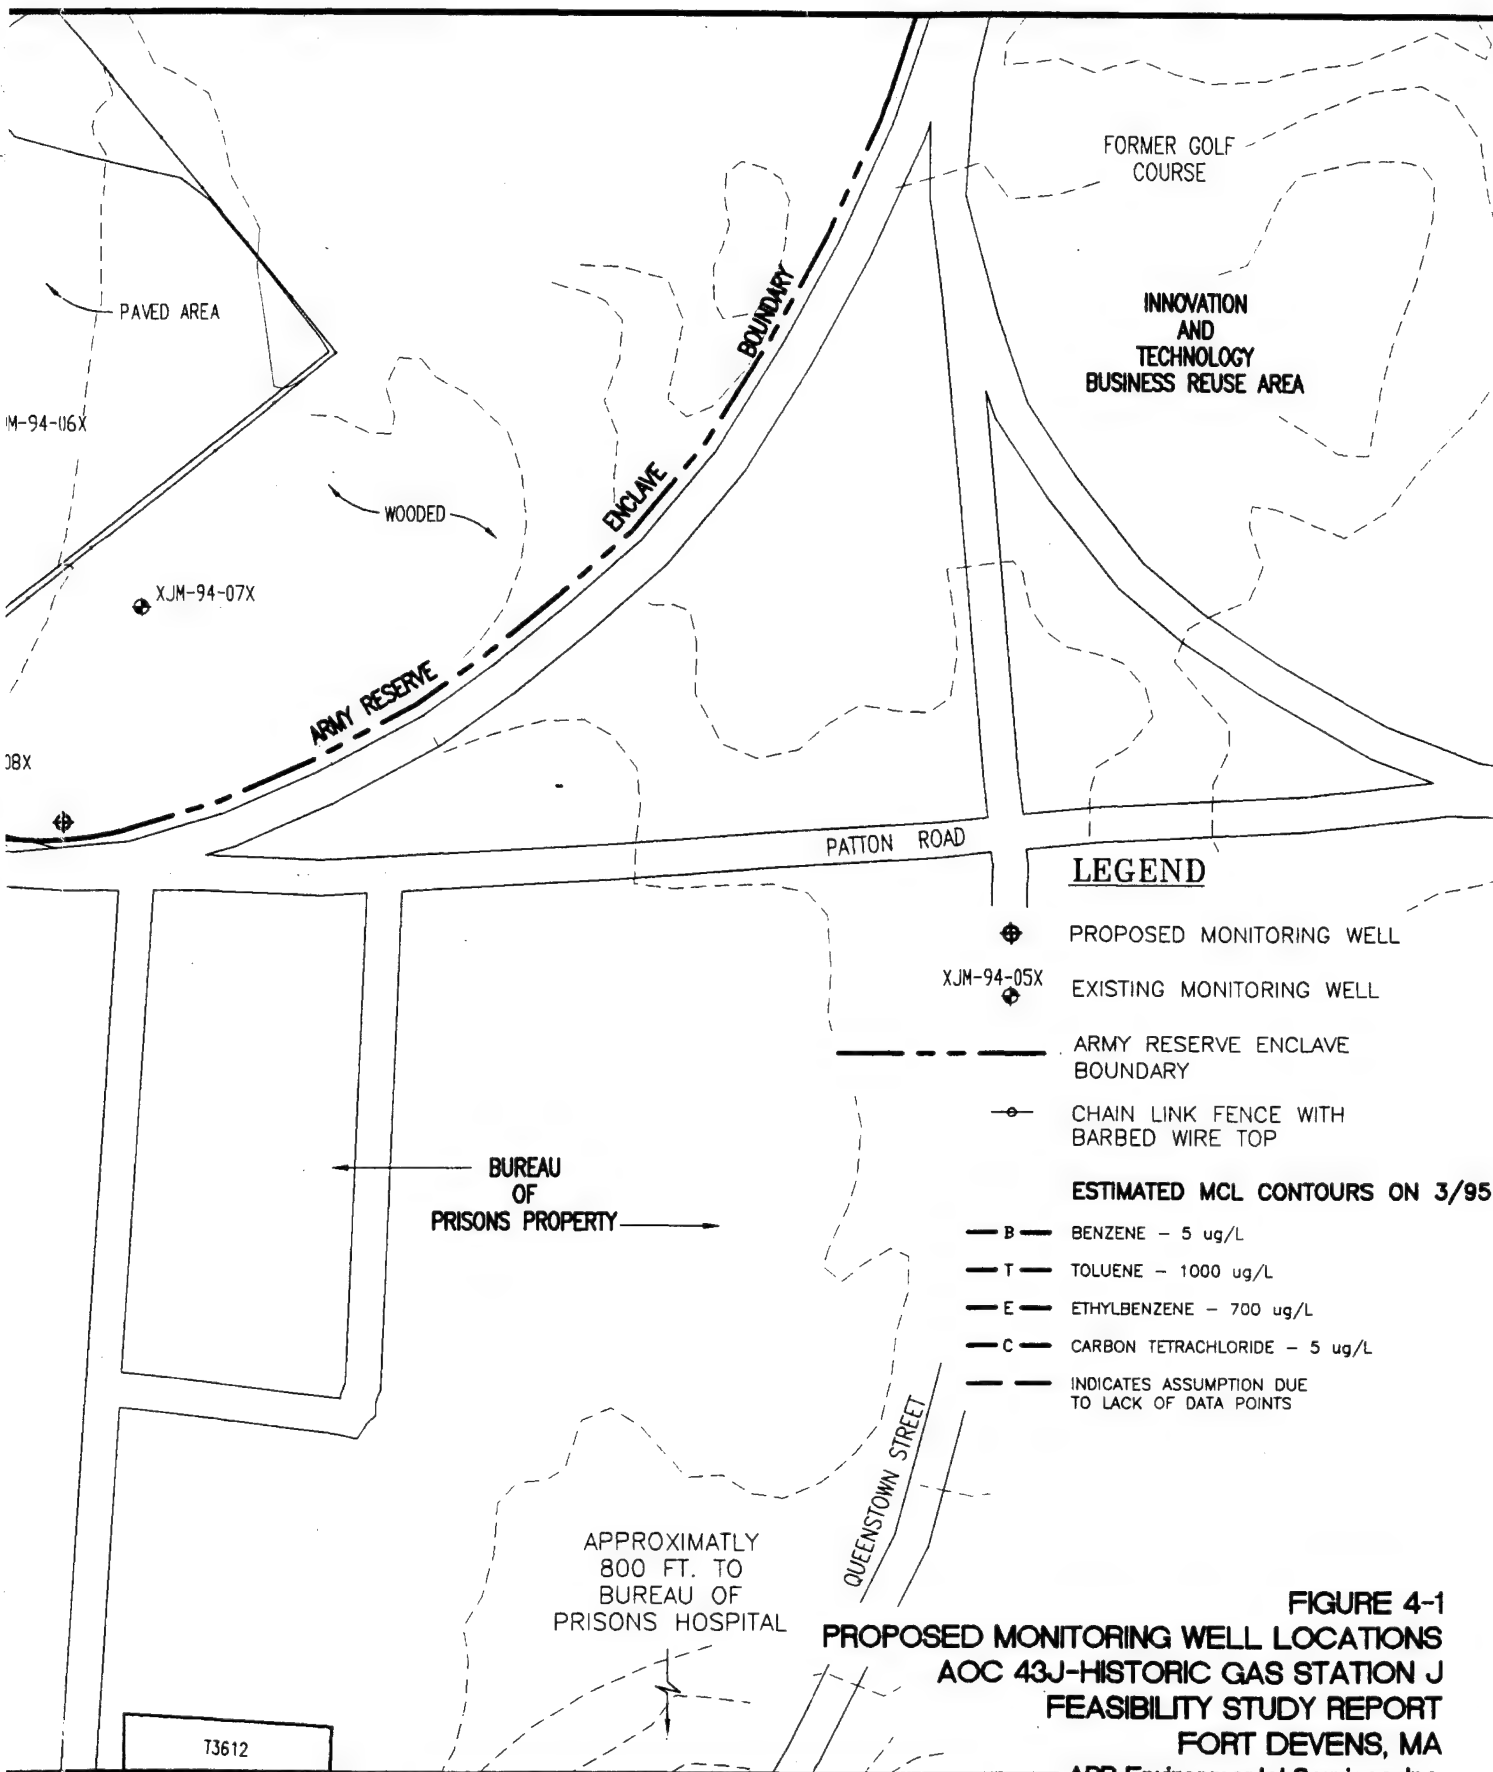 FORMER GOLF
COURSE
PAVED AREA
BOUNDARY
INNOVATION
AND
TECHNOLOGY
BUSINESS REUSE AREA
M-94-06X
ENCLAVE
WOODED
XJM-94-07X
ARMY RESERVE
08X
PATTON ROAD
LEGEND
PROPOSED MONITORING WELL
XJM-94-05X
EXISTING MONITORING WELL
ARMY RESERVE ENCLAVE
BOUNDARY
CHAIN LINK FENCE WITH
BARBED WIRE TOP
BUREAU
OF
PRISONS PROPERTY
ESTIMATED MCL CONTOURS ON 3/95
B BENZENE - 5 ug/L
T TOLUENE - 1000 ug/L
E ETHYLBENZENE - 700 ug/L
C CARBON TETRACHLORIDE - 5 ug/L
INDICATES ASSUMPTION DUE
TO LACK OF DATA POINTS
QUEENSTOWN STREET
APPROXIMATLY
800 FT. TO
BUREAU OF
PRISONS HOSPITAL
FIGURE 4-1
PROPOSED MONITORING WELL LOCATIONS
AOC 43J-HISTORIC GAS STATION J
FEASIBILITY STUDY REPORT
FORT DEVENS, MA
T3612